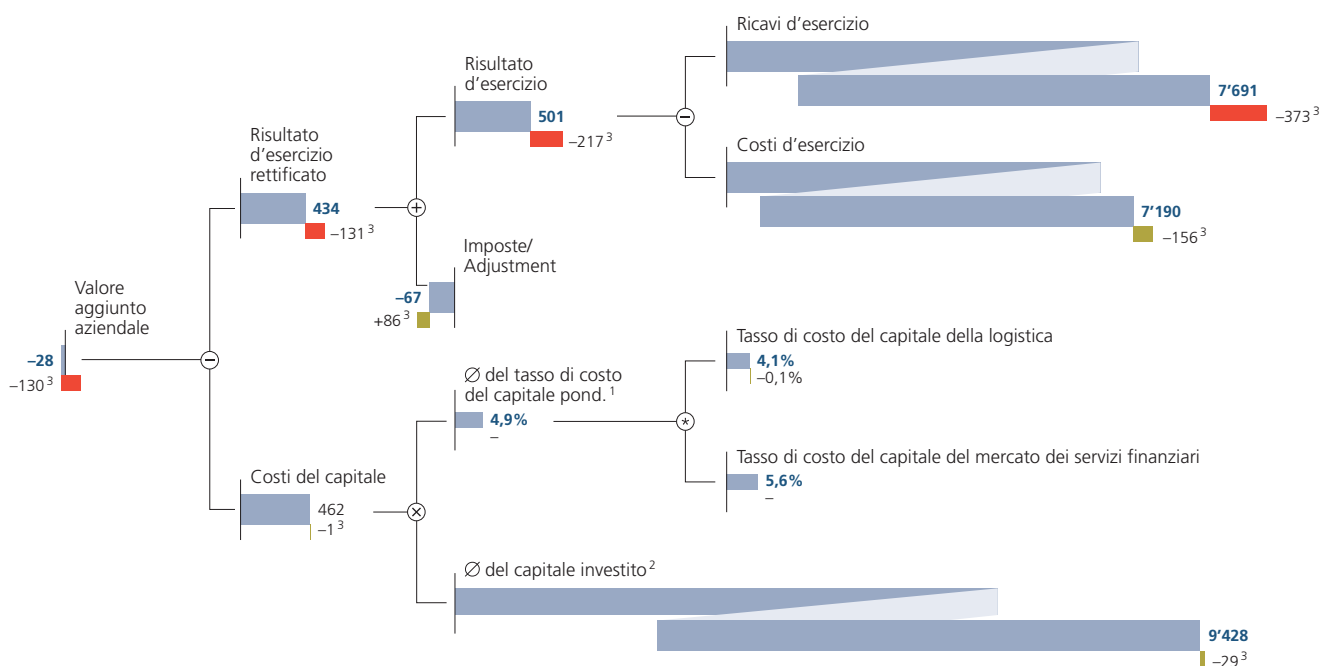 Ricavi d’esercizio
7’691
–373 3
Risultato
d’esercizio
501
–217 3
Costi d’esercizio
7’190
–156 3
Risultato
d’esercizio
rettificato
434
–131 3
Imposte/
Adjustment
–67
+86 3
Valore
aggiunto
aziendale
–28
–130 3
Tasso di costo del capitale della logistica
4,1%
–0,1%
Ø del tasso di costo
del capitale pond. 1
4,9%
–
Tasso di costo del capitale del mercato dei servizi finanziari
5,6%
–
Costi del capitale
462
–1 3
Ø del capitale investito 2
9’428
–29 3